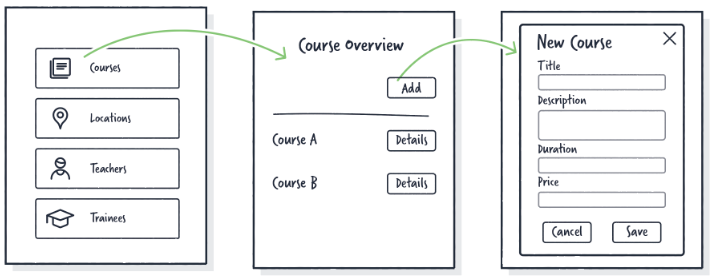 Courses
Locations
Teachers
Trainees
Course Overview
Add
Course A
Details
Course B
Details
New Course
Title
Description
Duration
Price
Cancel
Save